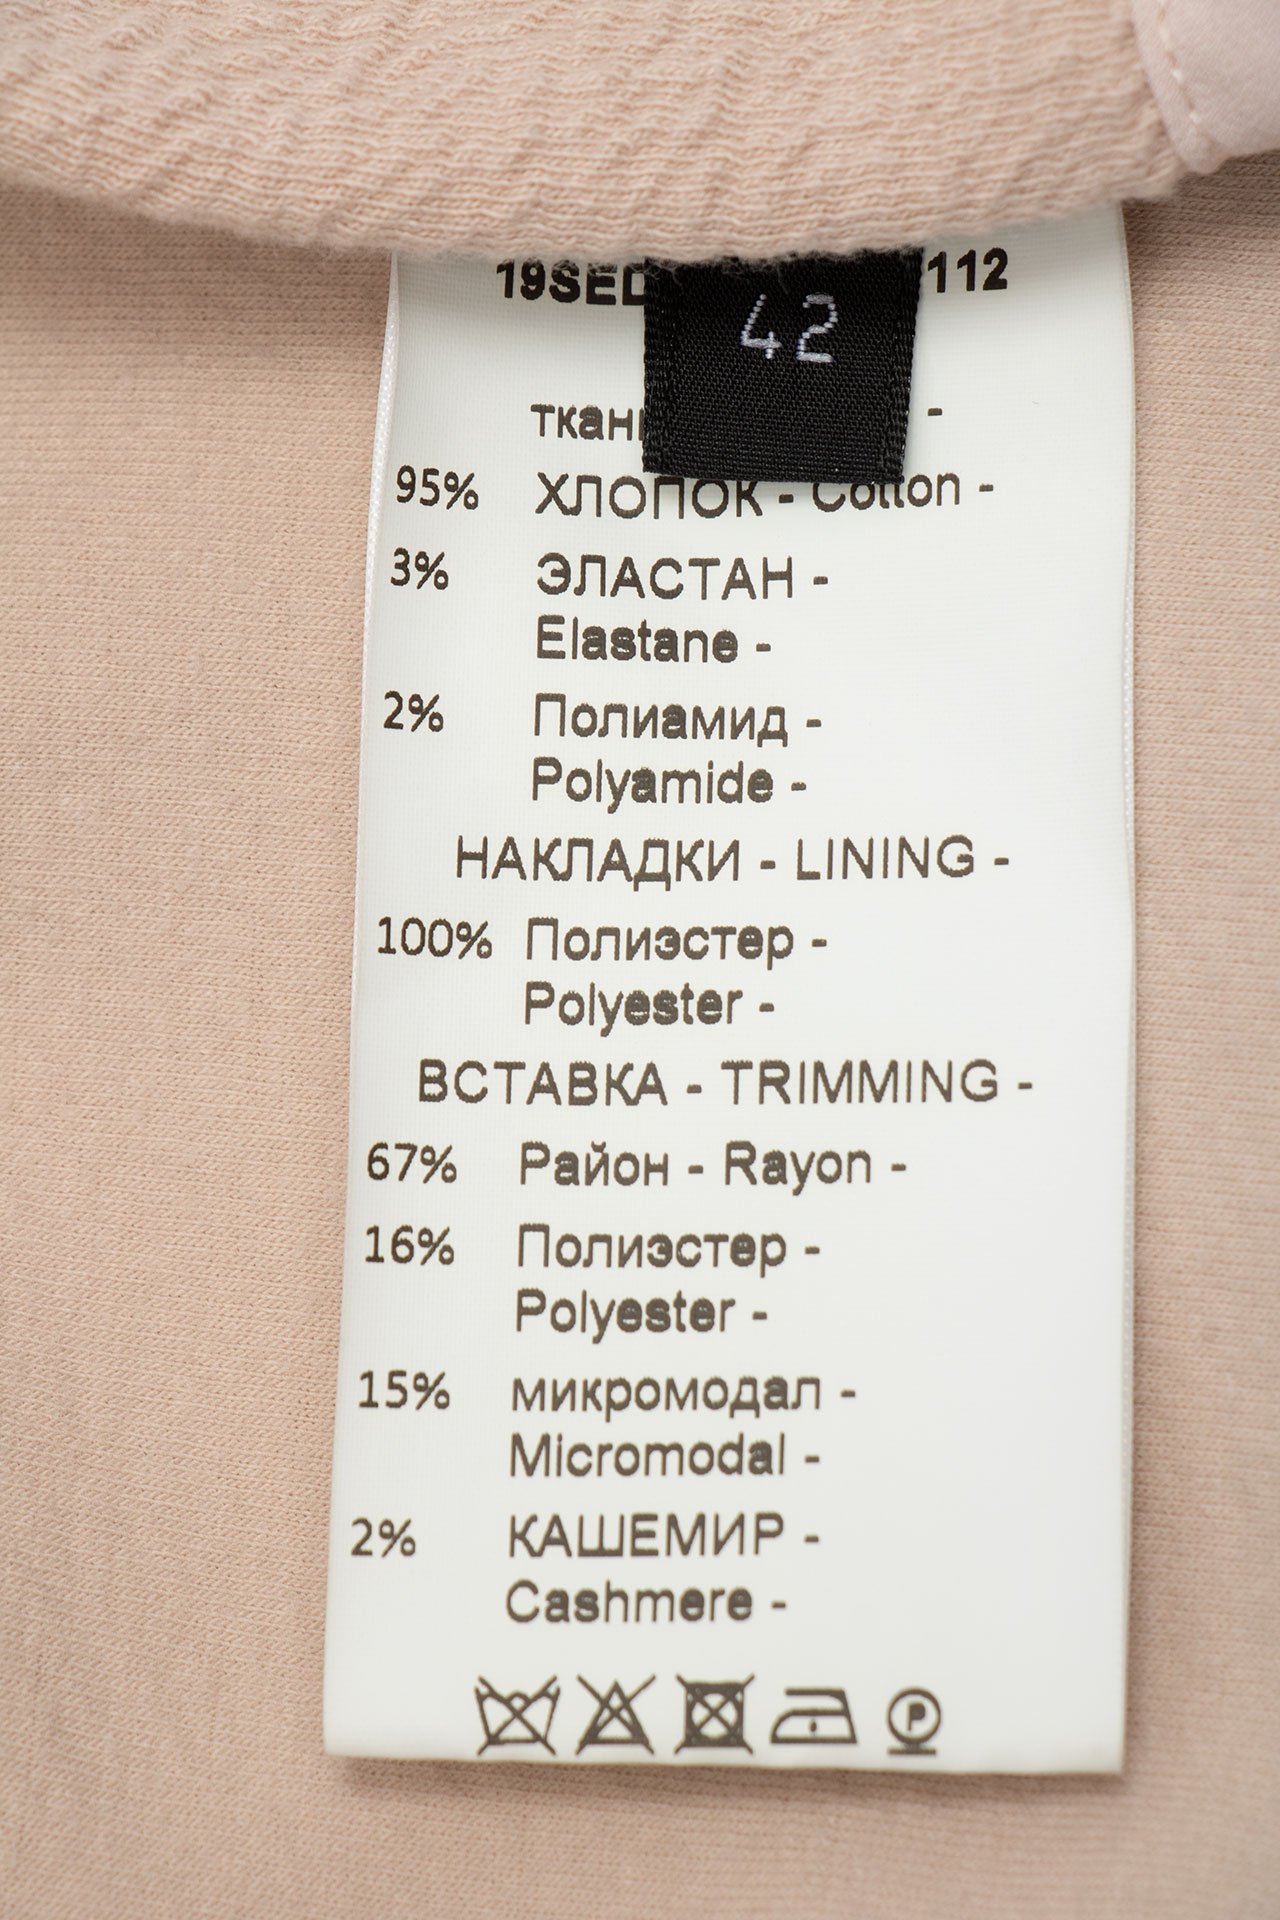 112
42
-
95% ХЛОПОК - Cotton -
3% ЭЛАСТАН -
Elastane -
2% Полиамид -
Polyamide -
НАКЛАДКИ - LINING -
100% Полиэстер -
Polyester -
ВСТАВКА - TRIMMING -
67% Район - Rayon -
16% Полиэстер -
Polyester -
15% микромодал -
Micromodal -
2% КАШЕМИР -
Cashmere -
P